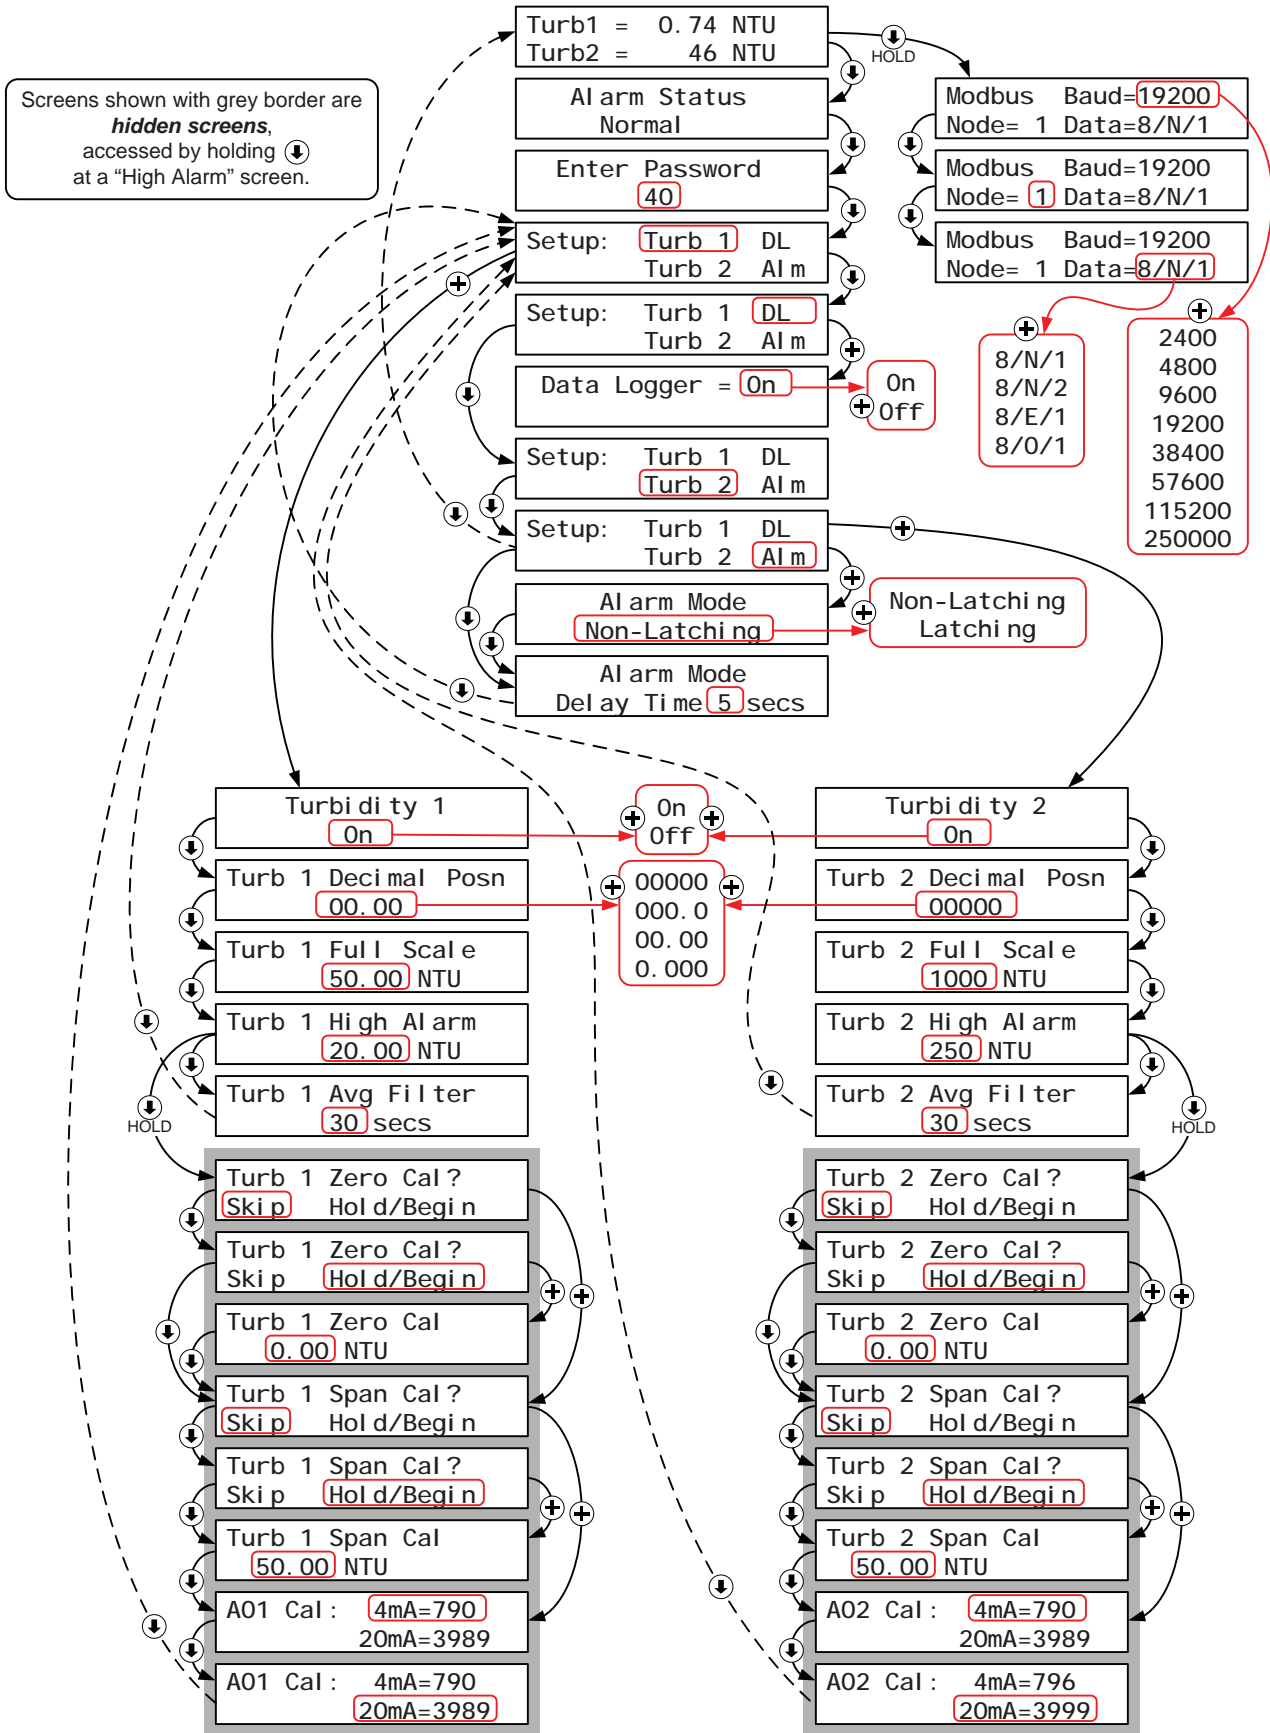 Turb1 = 0.74 NTU
Turb2 = 46 NTU
HOLD
Screens shown with grey border are
hidden screens,
accessed by holding
at a “High Alarm” screen.
Alarm Status
Normal
Enter Password
40
Modbus Baud=19200
Node= 1 Data=8/N/1
Modbus Baud=19200
Node= 1 Data=8/N/1
Modbus Baud=19200
Node= 1 Data=8/N/1
Setup: Turb 1 DL
Turb 2 Alm
Setup: Turb 1 DL
Turb 2 Alm
Data Logger = On
On
Off
8/N/1
8/N/2
8/E/1
8/O/1
2400
4800
9600
19200
38400
57600
115200
250000
Setup: Turb 1 DL
Turb 2 Alm
Setup: Turb 1 DL
Turb 2 Alm
Alarm Mode
Non-Latching
Non-Latching
Latching
Alarm Mode
Delay Time 5 secs
Turbidity 1
On
On
Off
Turbidity 2
On
Turb 1 Decimal Posn
00.00
00000
000.0
00.00
0.000
Turb 2 Decimal Posn
00000
Turb 1 Full Scale
50.00 NTU
Turb 2 Full Scale
1000 NTU
Turb 1 High Alarm
20.00 NTU
Turb 2 High Alarm
250 NTU
Turb 1 Avg Filter
30 secs
Turb 2 Avg Filter
30 secs
HOLD
HOLD
Turb 1 Zero Cal?
Skip Hold/Begin
Turb 1 Zero Cal?
Skip Hold/Begin
Turb 1 Zero Cal
0.00 NTU
Turb 1 Span Cal?
Skip Hold/Begin
Turb 1 Span Cal?
Skip Hold/Begin
Turb 1 Span Cal
50.00 NTU
AO1 Cal: 4mA=790
20mA=3989
AO1 Cal: 4mA=790
20mA=3989
Turb 2 Zero Cal?
Skip Hold/Begin
Turb 2 Zero Cal?
Skip Hold/Begin
Turb 2 Zero Cal
0.00 NTU
Turb 2 Span Cal?
Skip Hold/Begin
Turb 2 Span Cal?
Skip Hold/Begin
Turb 2 Span Cal
50.00 NTU
AO2 Cal: 4mA=790
20mA=3989
AO2 Cal: 4mA=796
20mA=3999